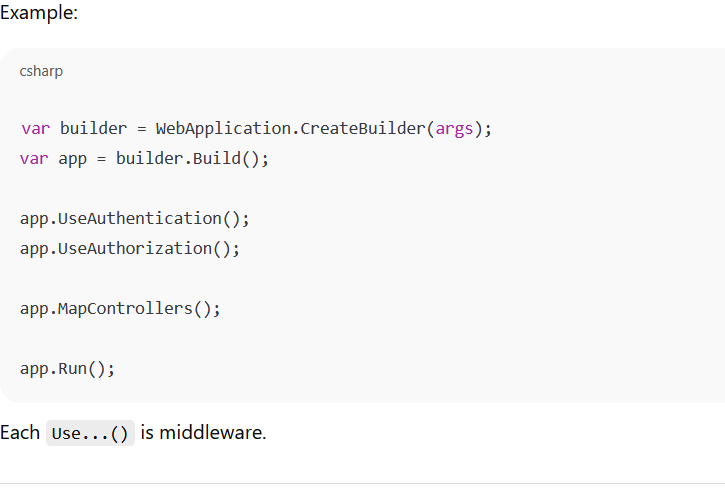 Example:
csharp
var builder = WebApplication.CreateBuilder(args);
var app = builder.Build();
app.UseAuthentication();
app.UseAuthorization();
app.MapControllers();
app.Run();
Each Use...() is middleware.